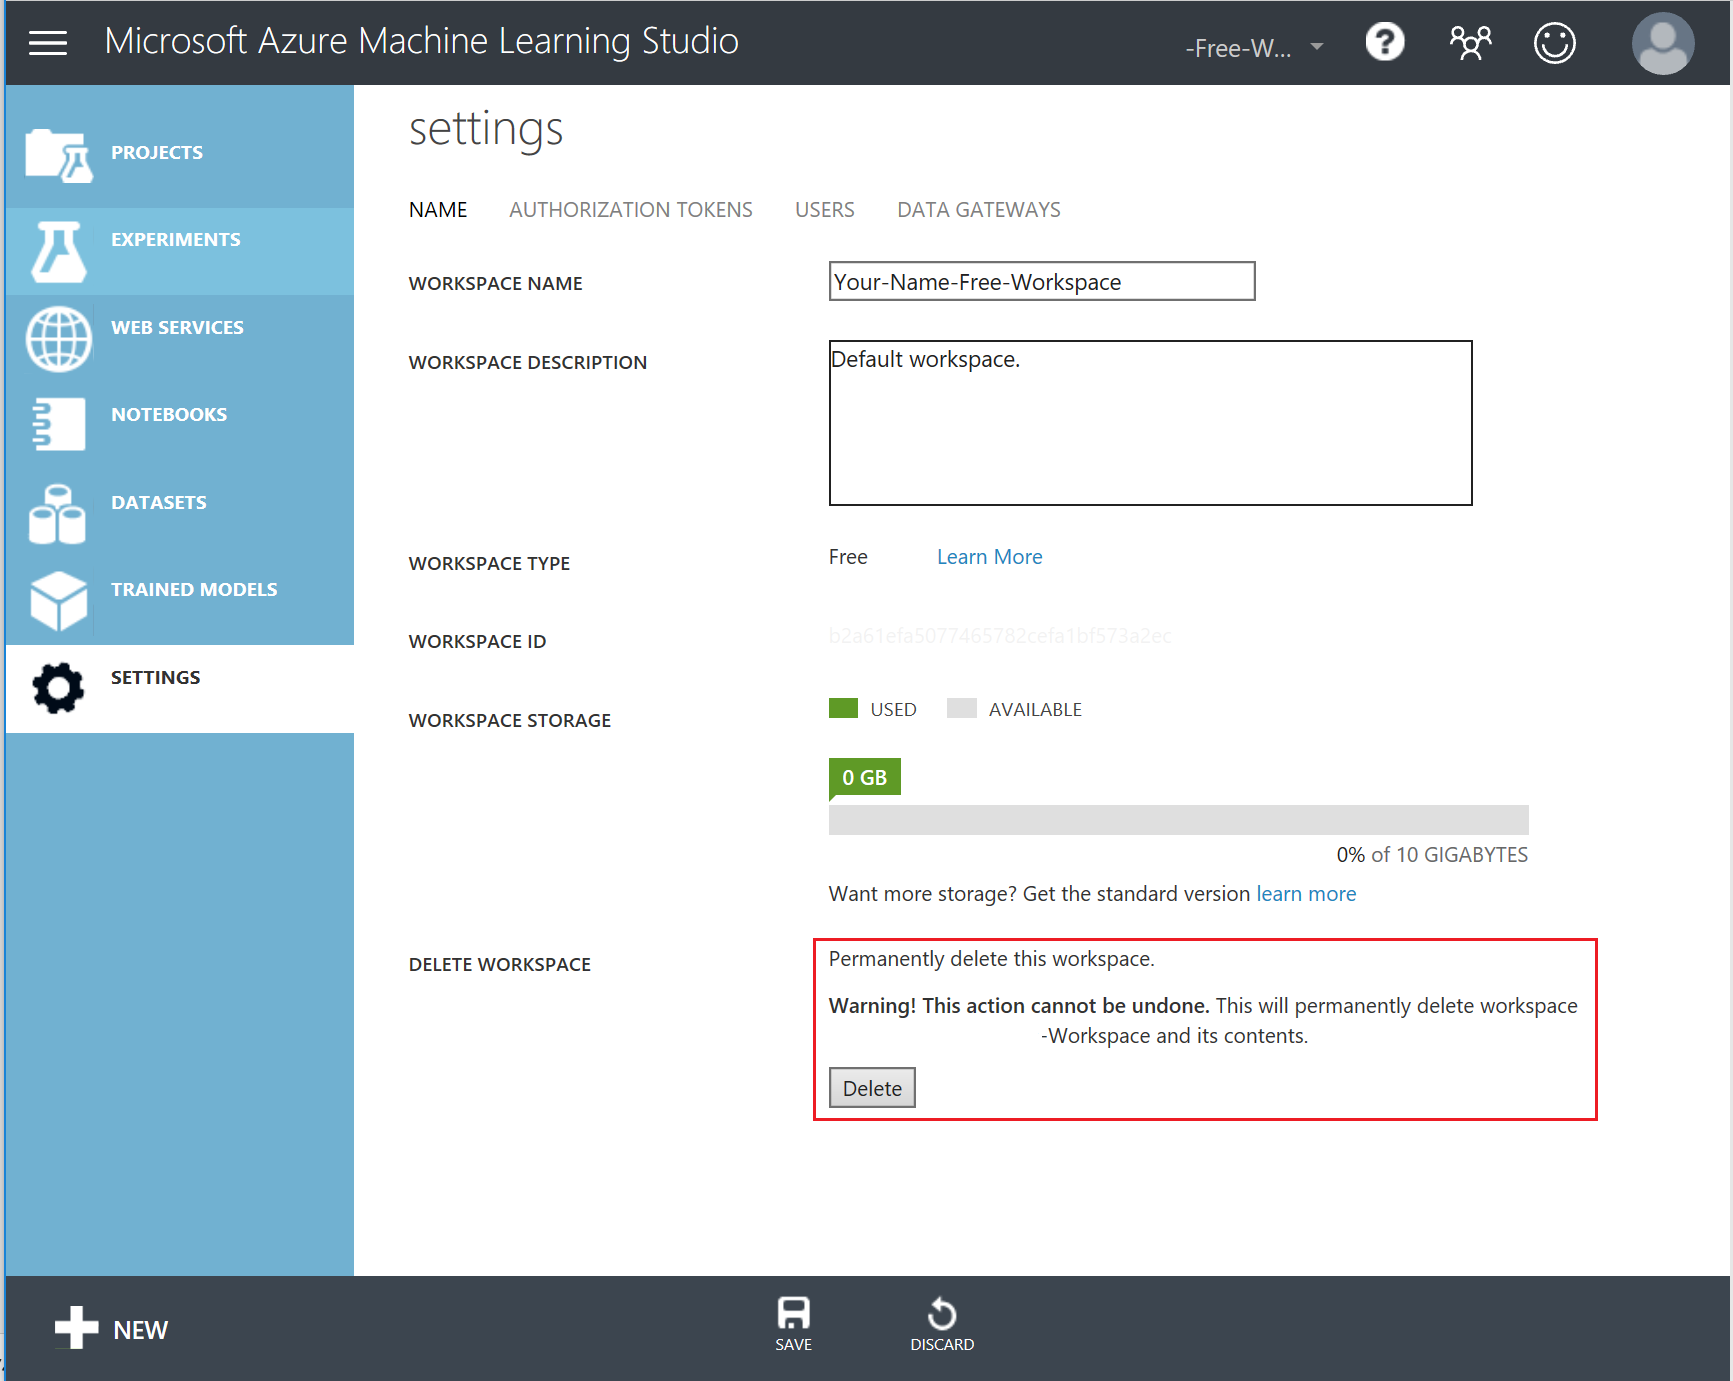 Microsoft Azure Machine Learning Studio
-Free-W...
?
PROJECTS
EXPERIMENTS
WEB SERVICES
NOTEBOOKS
DATASETS
TRAINED MODELS
SETTINGS
settings
NAME AUTHORIZATION TOKENS USERS DATA GATEWAYS
WORKSPACE NAME Your-Name-Free-Workspace
WORKSPACE DESCRIPTION Default workspace.
WORKSPACE TYPE Free Learn More
WORKSPACE ID b2a61efa5077465782cefa1bf573a2ec
WORKSPACE STORAGE USED AVAILABLE
0 GB
0% of 10 GIGABYTES
Want more storage? Get the standard version learn more
DELETE WORKSPACE Permanently delete this workspace.
Warning! This action cannot be undone. This will permanently delete workspace
-Workspace and its contents.
Delete
NEW
SAVE
DISCARD